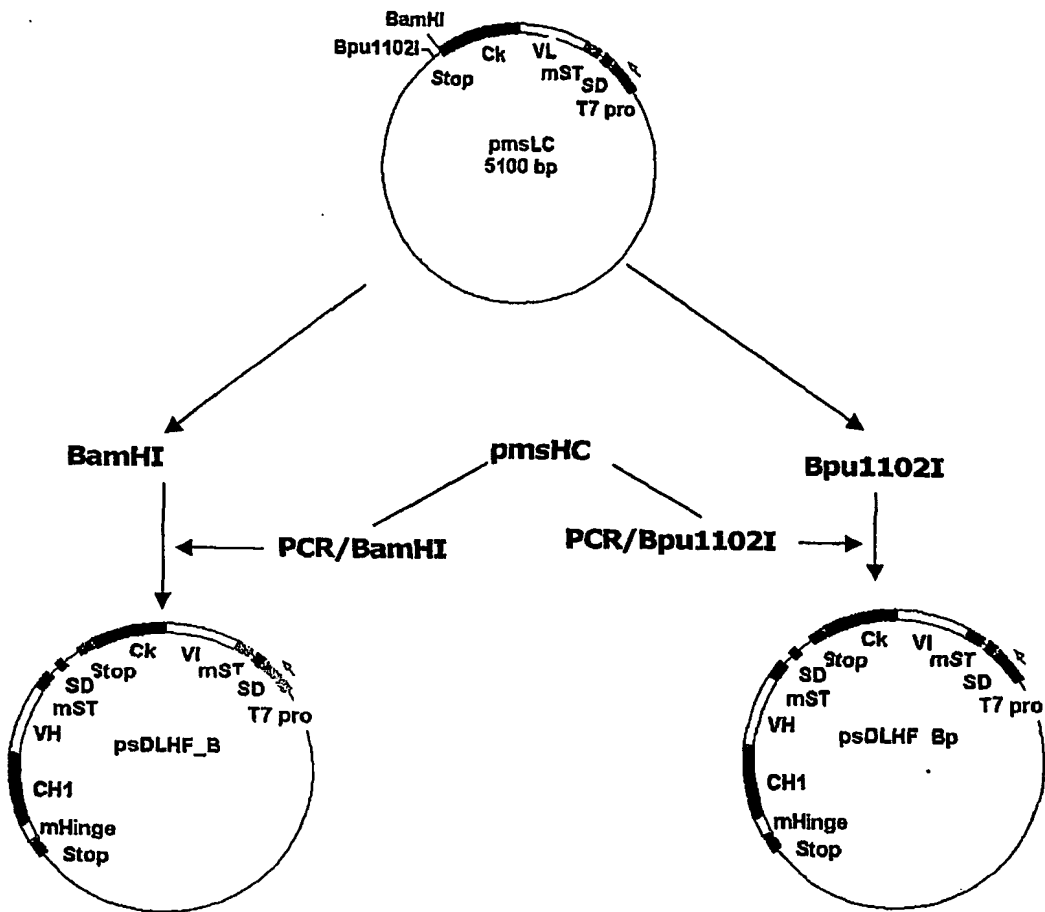 BamHI
Bpu1102I
Ck
VL
mST
SD
Stop
T7 pro
pmsLC
5100 bp
BamHI
pmsHC
Bpu1102I
PCR/BamHI
PCR/Bpu1102I
Ck
Vl
mST
SD
T7 pro
Stop
SD
mST
VH
psDLHF_B
CH1
mHinge
Stop
Ck
Vl
mST
SD
T7 pro
Stop
SD
mST
VH
psDLHF Bp
CH1
mHinge
Stop